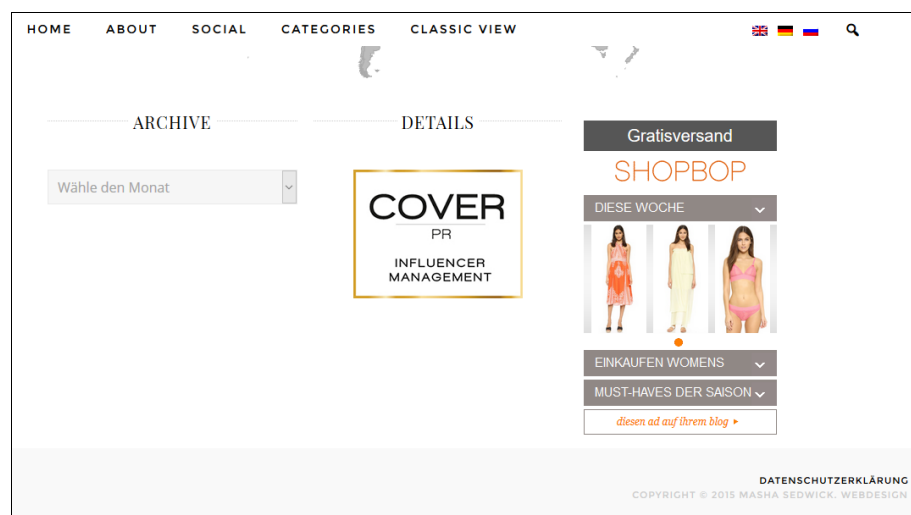 HOME ABOUT SOCIAL CATEGORIES CLASSIC VIEW
ARCHIVE
Wähle den Monat
DETAILS
COVER
PR
INFLUENCER
MANAGEMENT
Gratisversand
SHOPBOP
DIESE WOCHE
EINKAUFEN WOMENS
MUST-HAVES DER SAISON
diesen ad auf ihrem blog
DATENSCHUTZERKLÄRUNG
COPYRIGHT © 2015 MASHA SEDWICK. WEBDESIGN